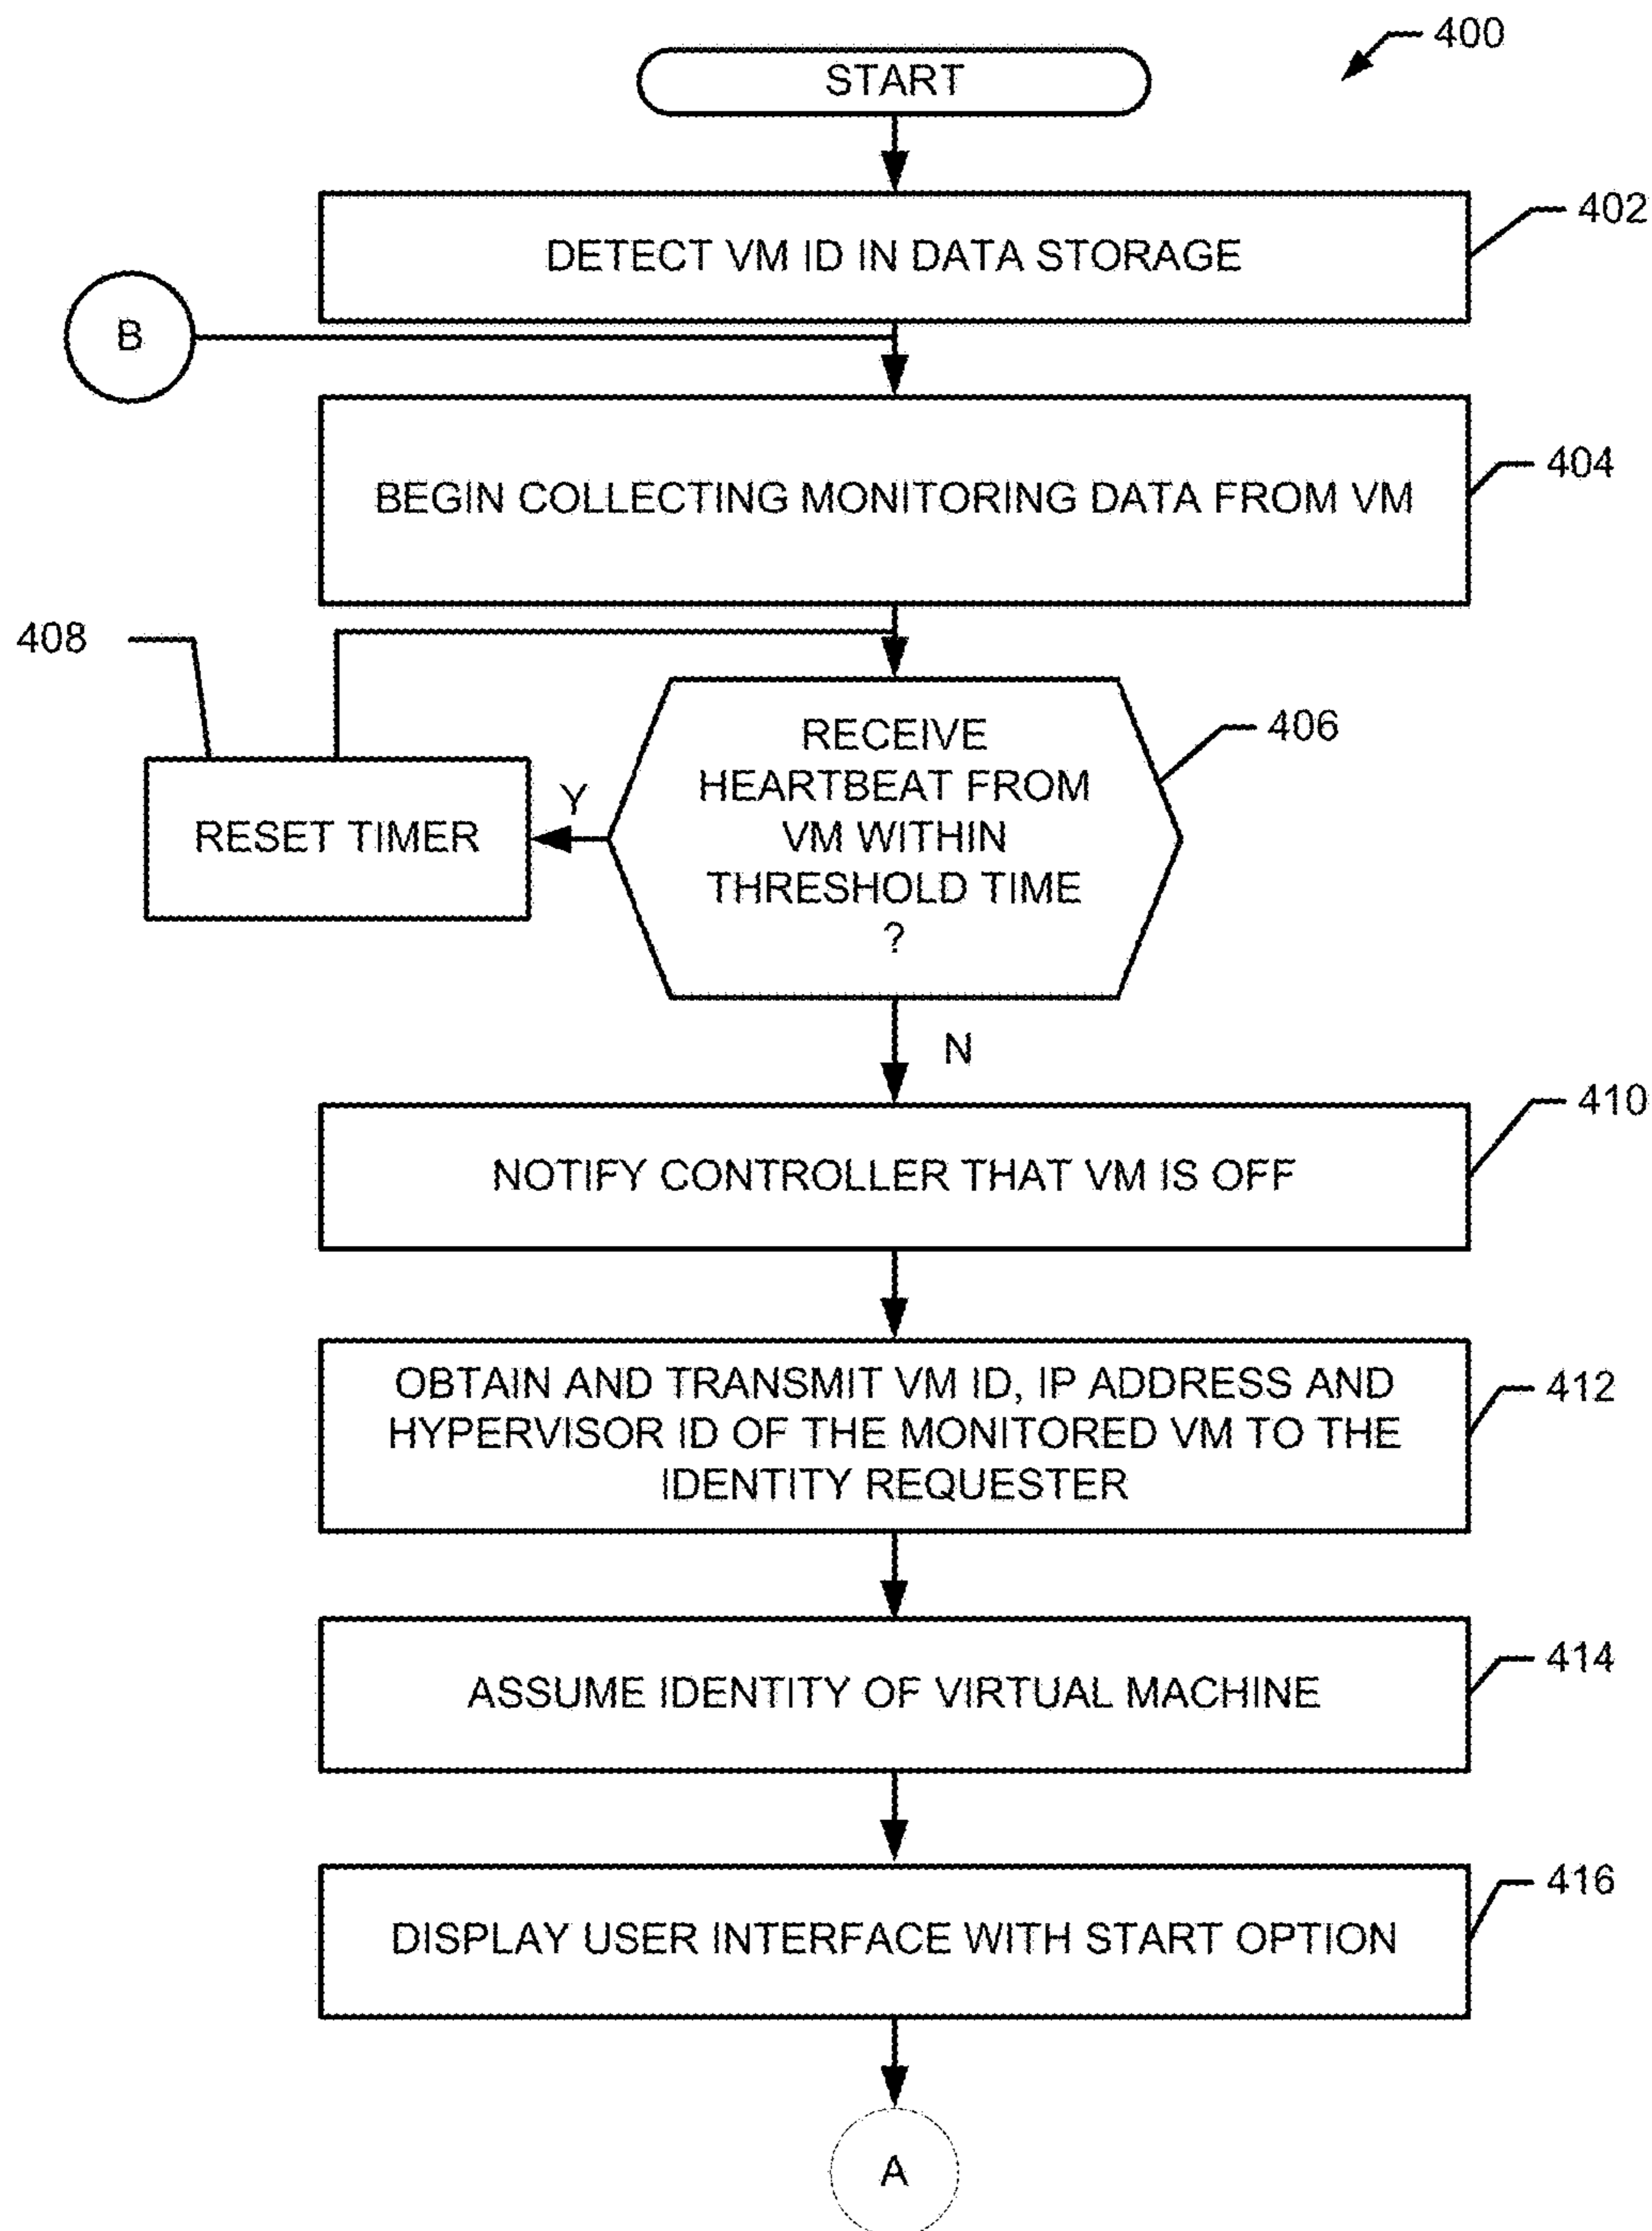 400
START
402
DETECT VM ID IN DATA STORAGE
B
404
BEGIN COLLECTING MONITORING DATA FROM VM
408
406
RECEIVE
HEARTBEAT FROM
VM WITHIN
THRESHOLD TIME
?
Y
RESET TIMER
N
410
NOTIFY CONTROLLER THAT VM IS OFF
412
OBTAIN AND TRANSMIT VM ID, IP ADDRESS AND
HYPERVISOR ID OF THE MONITORED VM TO THE
IDENTITY REQUESTER
414
ASSUME IDENTITY OF VIRTUAL MACHINE
416
DISPLAY USER INTERFACE WITH START OPTION
A